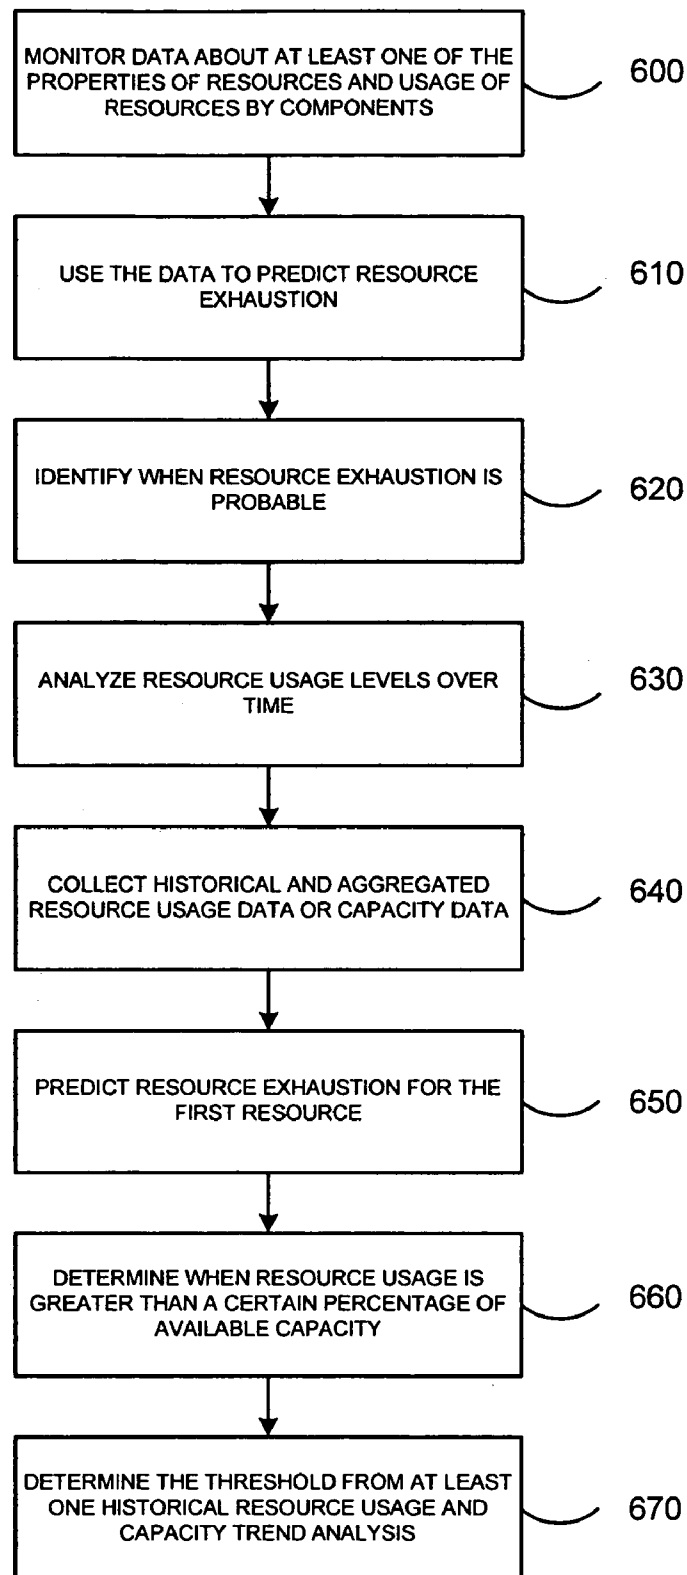 MONITOR DATA ABOUT AT LEAST ONE OF THE
PROPERTIES OF RESOURCES AND USAGE OF
RESOURCES BY COMPONENTS
600
USE THE DATA TO PREDICT RESOURCE
EXHAUSTION
610
IDENTIFY WHEN RESOURCE EXHAUSTION IS
PROBABLE
620
ANALYZE RESOURCE USAGE LEVELS OVER
TIME
630
COLLECT HISTORICAL AND AGGREGATED
RESOURCE USAGE DATA OR CAPACITY DATA
640
PREDICT RESOURCE EXHAUSTION FOR THE
FIRST RESOURCE
650
DETERMINE WHEN RESOURCE USAGE IS
GREATER THAN A CERTAIN PERCENTAGE OF
AVAILABLE CAPACITY
660
DETERMINE THE THRESHOLD FROM AT LEAST
ONE HISTORICAL RESOURCE USAGE AND
CAPACITY TREND ANALYSIS
670